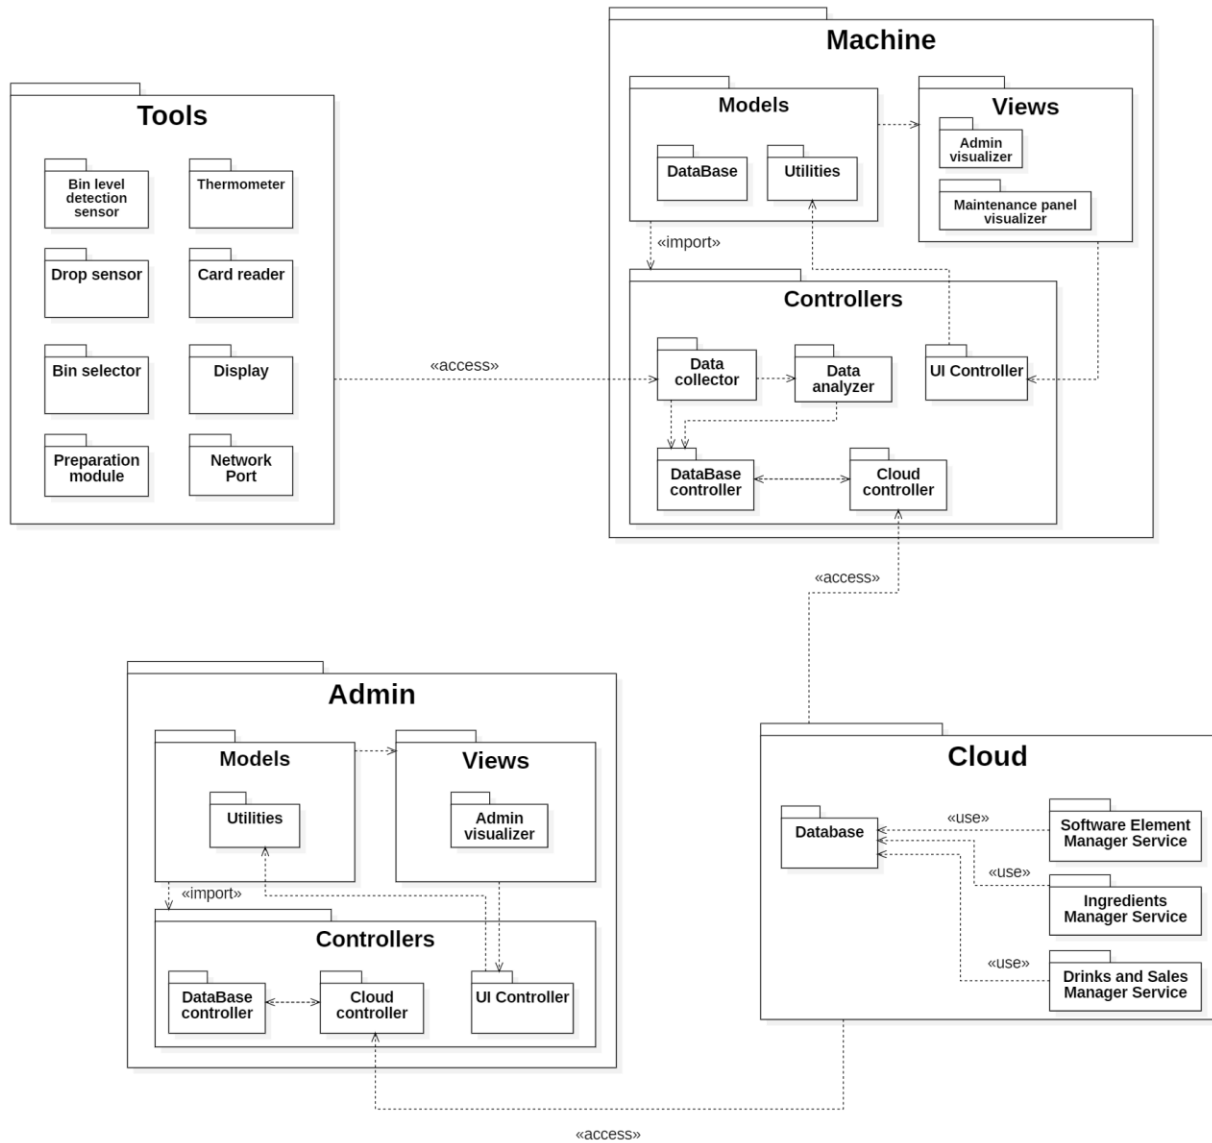 Machine
Models
DataBase
Utilities
Views
Admin
visualizer
Maintenance panel
visualizer
«import»
Controllers
Data
collector
Data
analyzer
UI Controller
DataBase
controller
Cloud
controller
Tools
Bin level
detection
sensor
Thermometer
Drop sensor
Card reader
Bin selector
Display
Preparation
module
Network
Port
«access»
«access»
Admin
Models
Utilities
Views
Admin
visualizer
«import»
Controllers
DataBase
controller
Cloud
controller
UI Controller
Cloud
Database
«use»
Software Element
Manager Service
«use»
Ingredients
Manager Service
«use»
Drinks and Sales
Manager Service
«access»